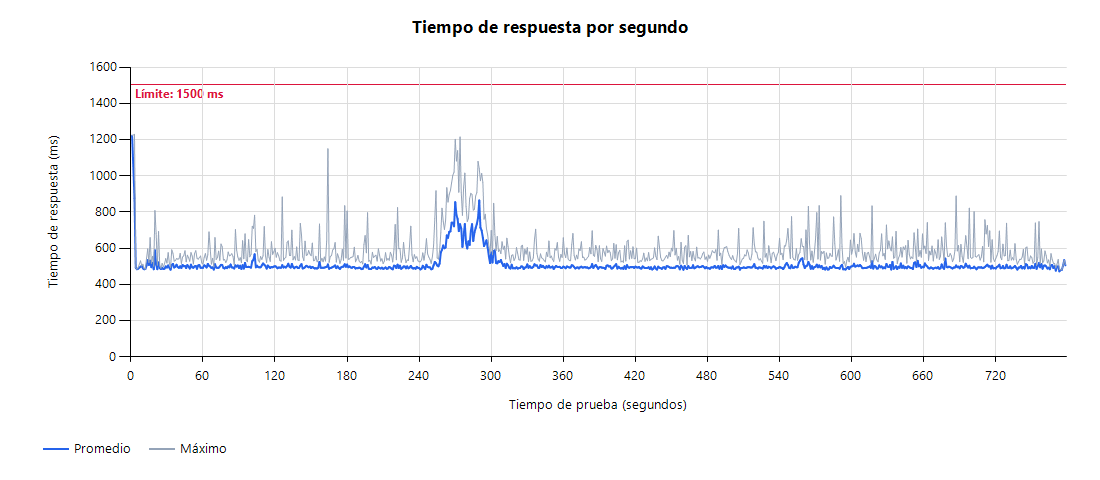 Tiempo de respuesta por segundo
1600
Límite: 1500 ms
1400
1200
1000
800
600
400
200
0
Tiempo de respuesta (ms)
0 60 120 180 240 300 360 420 480 540 600 660 720
Tiempo de prueba (segundos)
Promedio Máximo